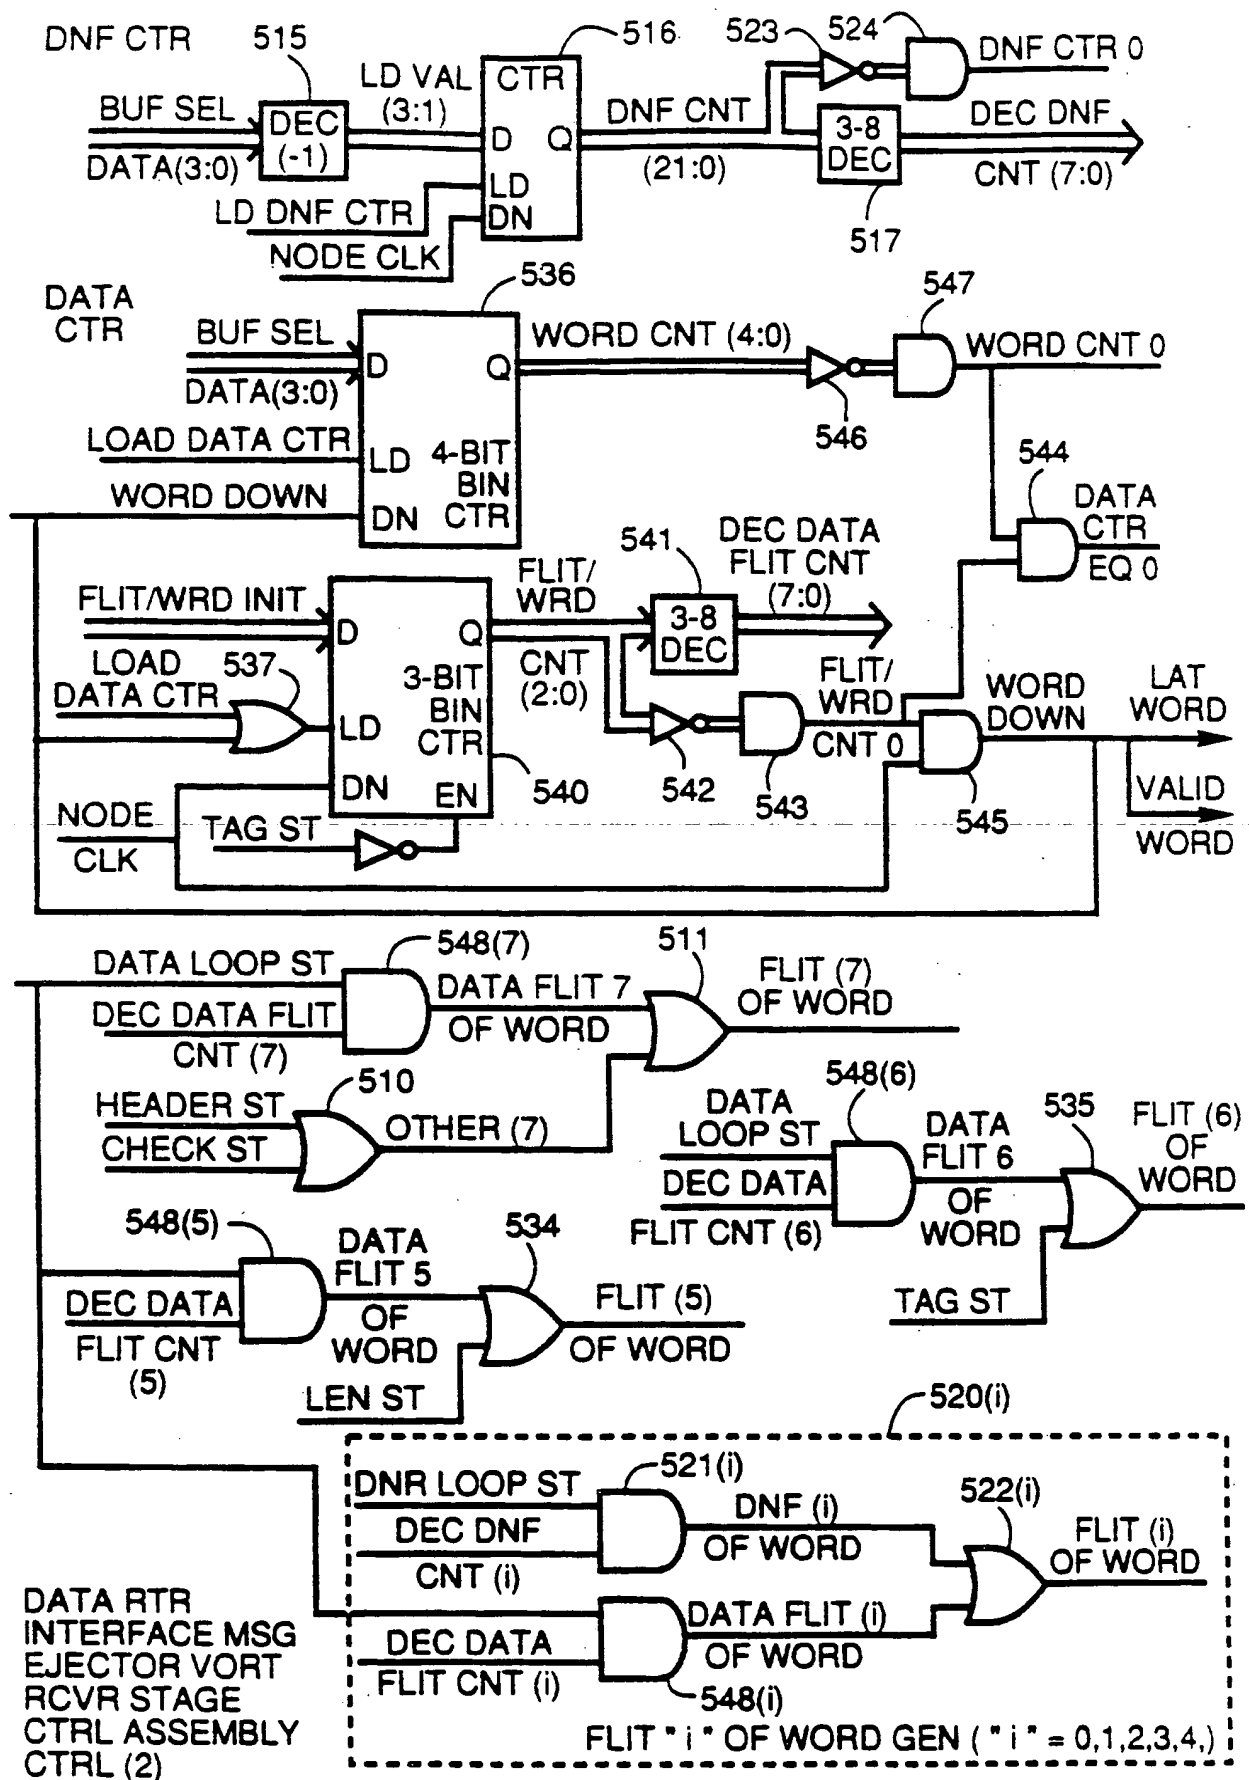 DNF CTR
515
516
523
524
DNF CTR 0
LD VAL
(3:1)
CTR
BUF SEL
DEC
(-1)
DNF CNT
3-8
DEC
DEC DNF
D
Q
DATA(3:0)
(21:0)
CNT (7:0)
LD
LD DNF CTR
DN
517
NODE CLK
536
547
DATA
CTR
BUF SEL
WORD CNT (4:0)
WORD CNT 0
D
Q
DATA(3:0)
546
LOAD DATA CTR
LD
4-BIT
BIN
CTR
544
WORD DOWN
DN
DATA
CTR
EQ 0
541
DEC DATA
FLIT CNT
(7:0)
FLIT/
WRD
FLIT/WRD INIT
D
Q
3-8
DEC
CNT
(2:0)
LOAD
DATA CTR
537
3-BIT
BIN
CTR
FLIT/
WRD
WORD
DOWN
LAT
WORD
LD
CNT 0
DN
EN
540
542
543
545
VALID
WORD
NODE
CLK
TAG ST
548(7)
511
DATA LOOP ST
DATA FLIT 7
FLIT (7)
OF WORD
DEC DATA FLIT
OF WORD
CNT (7)
510
548(6)
HEADER ST
OTHER (7)
CHECK ST
DATA
LOOP ST
DATA
FLIT 6
535
FLIT (6)
OF
WORD
DEC DATA
OF
WORD
FLIT CNT (6)
548(5)
DATA
FLIT 5
534
TAG ST
DEC DATA
OF
WORD
FLIT (5)
OF WORD
FLIT CNT
(5)
LEN ST
520(i)
DNR LOOP ST
521(i)
DNF (i)
522(i)
DEC DNF
OF WORD
FLIT (i)
OF WORD
CNT (i)
DATA FLIT (i)
DEC DATA
OF WORD
FLIT CNT (i)
548(i)
FLIT "i" OF WORD GEN ("i" = 0,1,2,3,4,)
DATA RTR
INTERFACE MSG
EJECTOR VORT
RCVR STAGE
CTRL ASSEMBLY
CTRL (2)